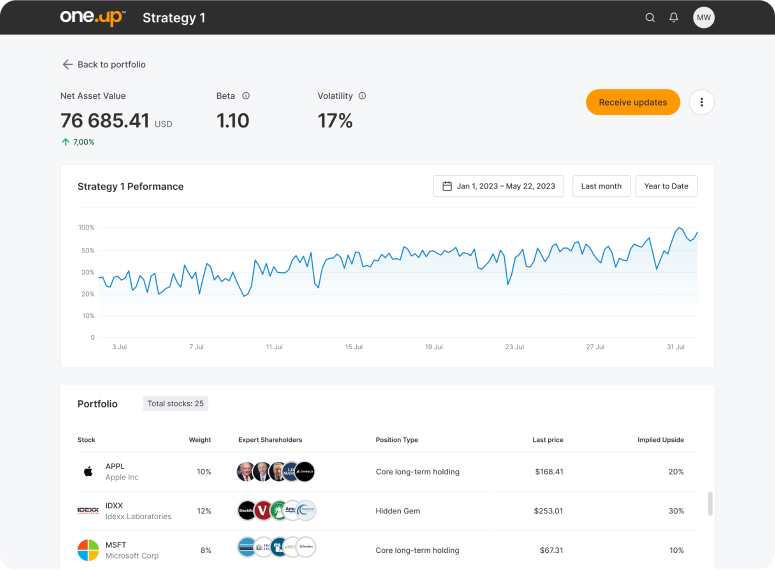 one.up™ Strategy 1 MW
Back to portfolio
Net Asset Value Beta Volatility
76 685.41 USD 1.10 17% Receive updates
7,00%
Strategy 1 Peformance Jan 1, 2023 – May 22, 2023 Last month Year to Date
100%
50%
30%
20%
10%
0
3 Jul 7 Jul 11 Jul 15 Jul 19 Jul 23 Jul 27 Jul 31 Jul
Portfolio Total stocks: 25
Stock Weight Expert Shareholders Position Type Last price Implied Upside
APPL 10% Core long-term holding $168.41 20%
Apple Inc
IDEXX IDXX 12% V Hidden Gem $253.01 30%
Idexx Laboratories
MSFT 8% Core long-term holding $67.31 10%
Microsoft Corp